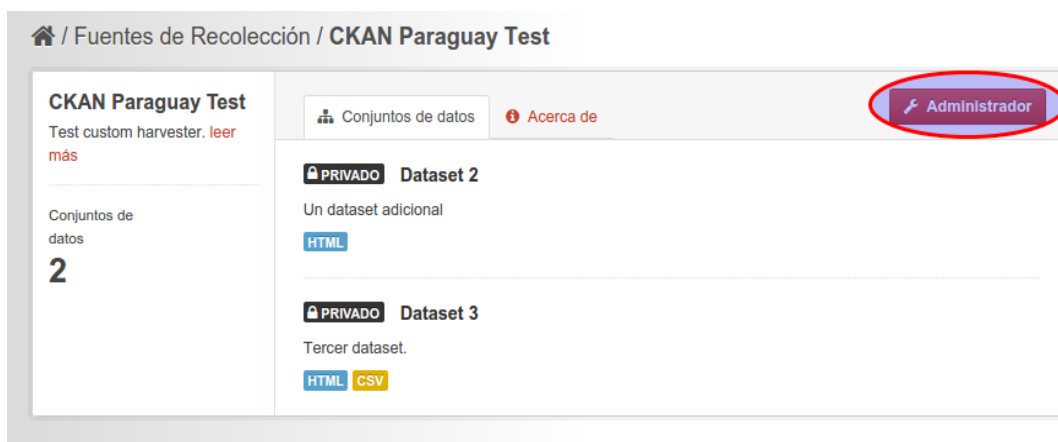 / Fuentes de Recolección / CKAN Paraguay Test
CKAN Paraguay Test
Test custom harvester. leer
más
Conjuntos de
datos
2
Conjuntos de datos
Acerca de
Administrador
PRIVADO Dataset 2
Un dataset adicional
HTML
PRIVADO Dataset 3
Tercer dataset.
HTML CSV